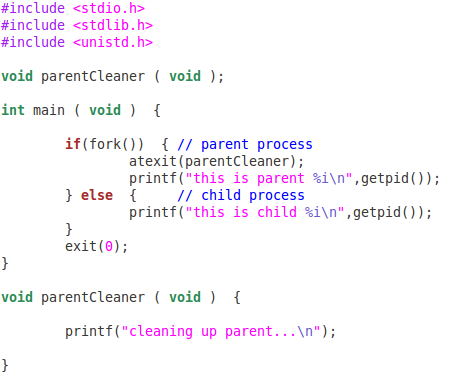 #include <stdio.h>
#include <stdlib.h>
#include <unistd.h>
void parentCleaner ( void );
int main ( void )  {
if(fork())  { // parent process
atexit(parentCleaner);
printf("this is parent %i\n",getpid());
} else  {     // child process
printf("this is child %i\n",getpid());
}
exit(0);
}
void parentCleaner ( void )  {
printf("cleaning up parent...\n");
}